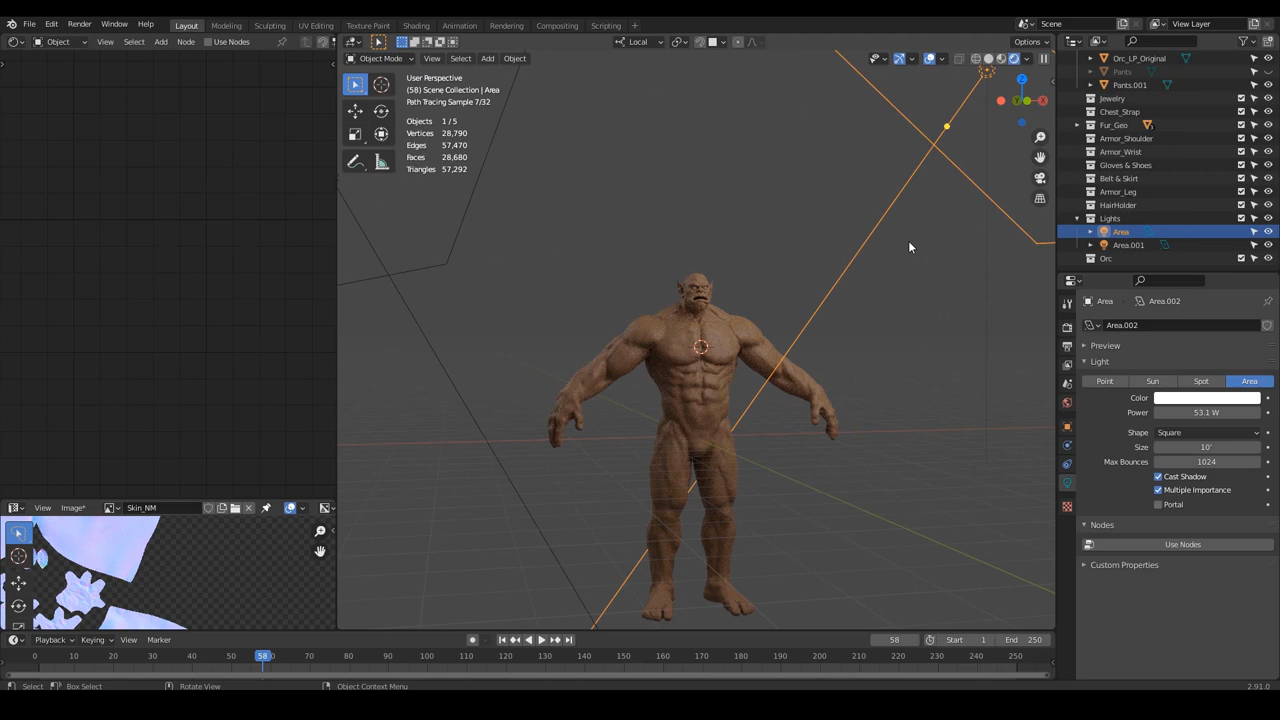 File Edit Render Window Help Layout Modeling Sculpting UV Editing Texture Paint Shading Animation Rendering Compositing Scripting + Scene View Layer
Object View Select Add Node Use Nodes
Local
Options
Object Mode View Select Add Object
User Perspective
(58) Scene Collection | Area
Path Tracing Sample 7/32
Objects 1 / 5
Vertices 28,790
Edges 57,470
Faces 28,680
Triangles 57,292
Z
X
Y
Orc_LP_Original
Pants
Pants.001
Jewelry
Chest_Strap
Fur_Geo
Armor_Shoulder
Armor_Wrist
Gloves & Shoes
Belt & Skirt
Armor_Leg
HairHolder
Lights
Area
Area.001
Orc
Area Area.002
Area.002
Preview
Light
Point Sun Spot Area
Color
Power 53.1 W
Shape Square
Size 10'
Max Bounces 1024
Cast Shadow
Multiple Importance
Portal
Nodes
Use Nodes
Custom Properties
View Image* Skin_NM
Playback Keying View Marker 58 Start 1 End 250
0 20 30 40 50 58 70 80 90 100 110 120 130 140 150 160 170 180 190 200 210 220 230 240 250
Select Box Select Rotate View Object Context Menu 2.91.0